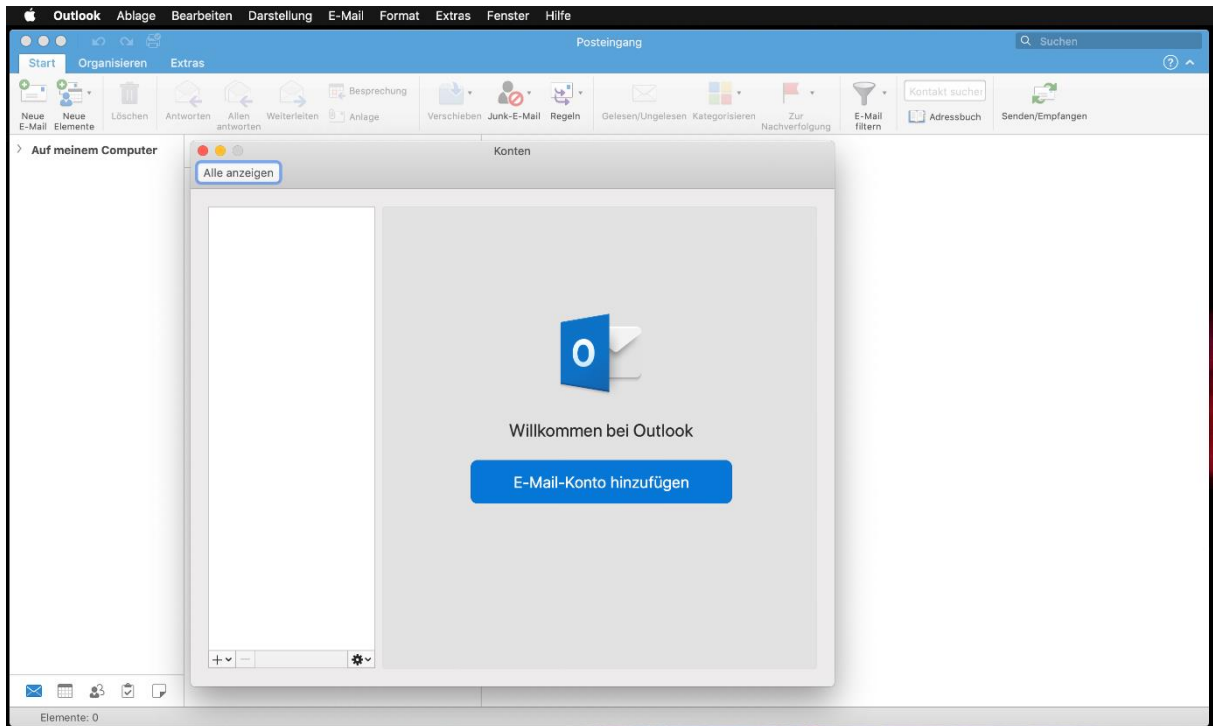 Outlook Ablage Bearbeiten Darstellung E-Mail Format Extras Fenster Hilfe
Posteingang
Suchen
Start Organisieren Extras
Neue E-Mail
Neue Elemente
Löschen
Antworten
Allen antworten
Weiterleiten
Besprechung
Anlage
Verschieben
Junk-E-Mail
Regeln
Gelesen/Ungelesen
Kategorisieren
Zur Nachverfolgung
E-Mail filtern
Kontakt suchen
Adressbuch
Senden/Empfangen
Auf meinem Computer
Konten
Alle anzeigen
O
Willkommen bei Outlook
E-Mail-Konto hinzufügen
Elemente: 0